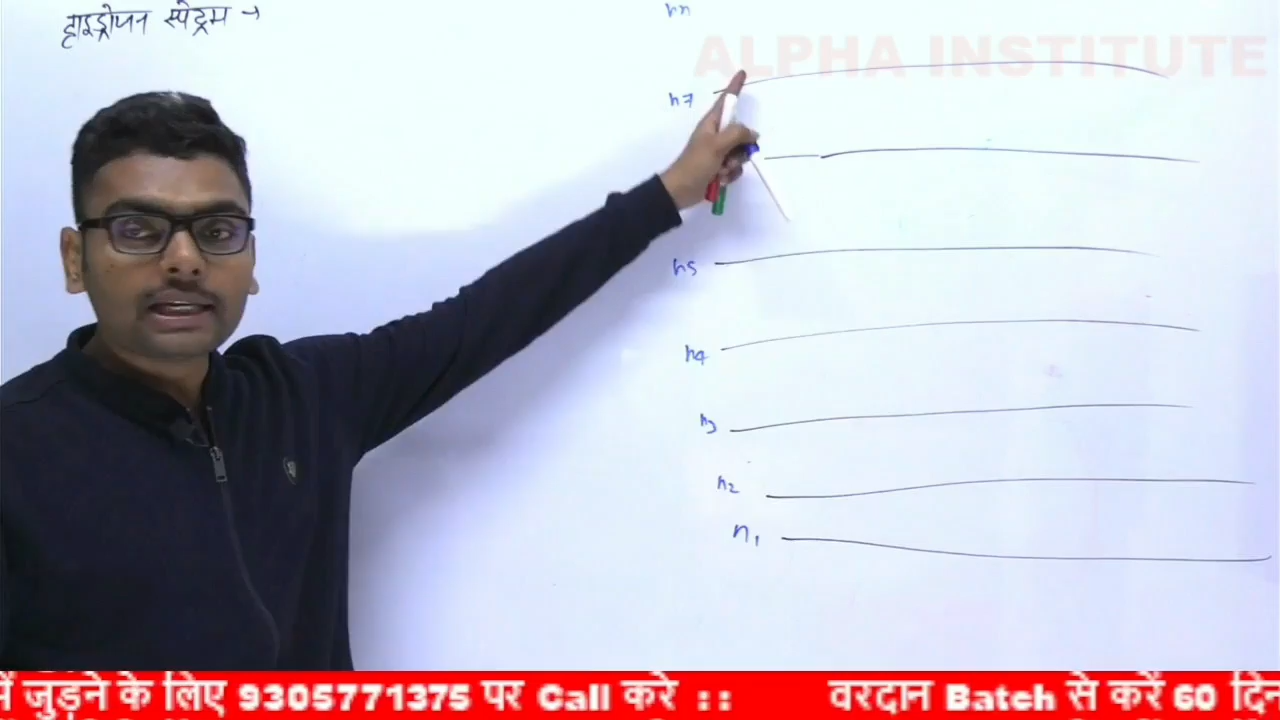 हाइड्रोजन स्पेट्रम →
nn
ALPHA INSTITUTE
n7
n5
n4
n3
n2
n1
में जुड़ने के लिए 9305771375 पर Call करे :: वरदान Batch से करें 60 दिन